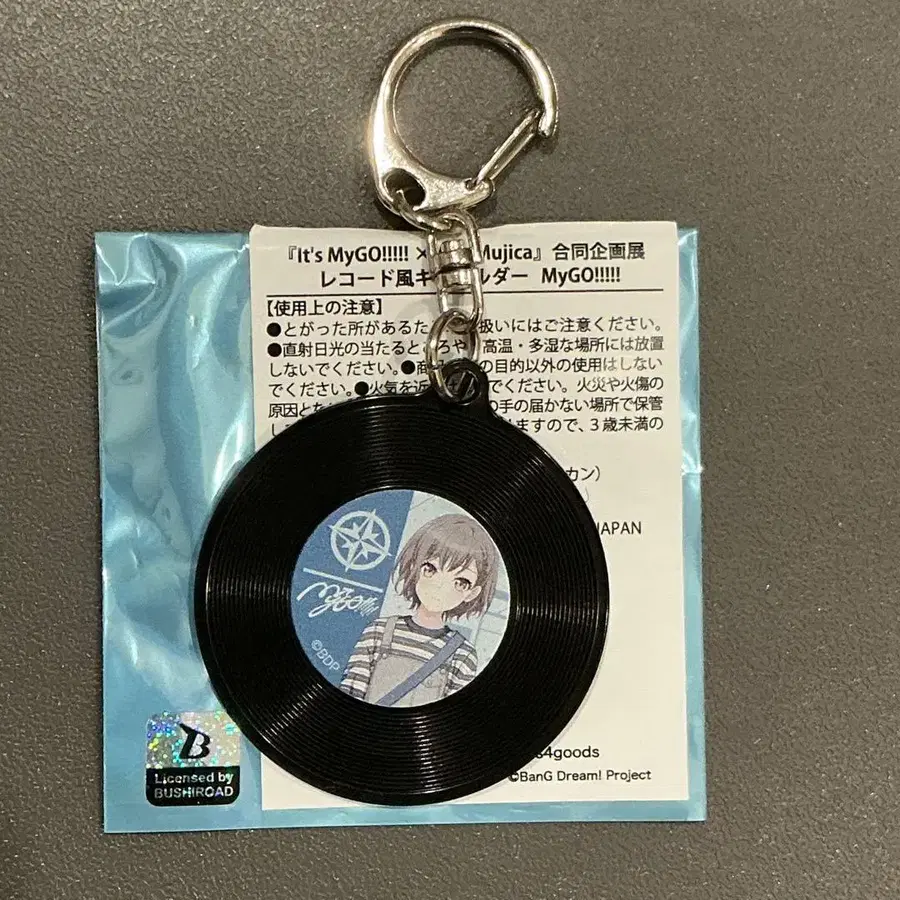 『It's MyGO!!!!! × Mujica』合同企画展
レコード風キ ルダー MyGO!!!!!
【使用上の注意】
●とがった所がある 扱いにはご注意ください。
●直射日光の当たると や 高温・多湿な場所には放置
しないでください。● の目的以外の使用はしない
でください。●火気を でください。火災や火傷の
原因と の手の届かない場所で保管
し ますので、3歳未満の
カン)
JAPAN
MyGO!!!!!
©BDP
B
Licensed by
BUSHIROAD
4goods
©BanG Dream! Project